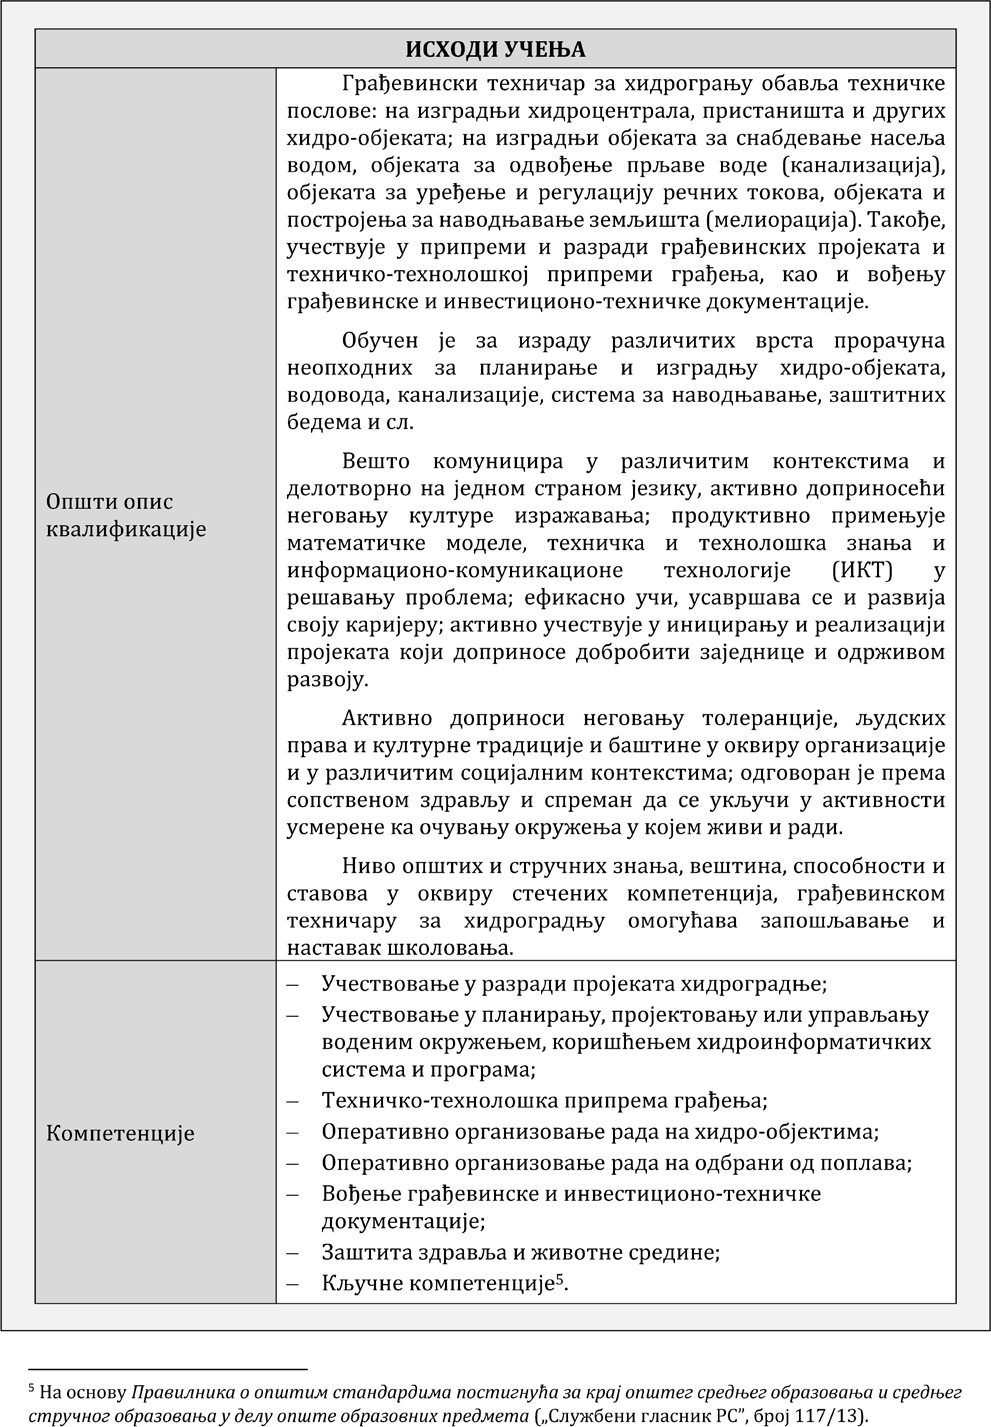 ИСХОДИ УЧЕЊА
Грађевински техничар за хидрогрању обавља техничке
послове: на изградњи хидроцентрала, пристаништа и других
хидро-објеката; на изградњи објеката за снабдевање насеља
водом, објеката за одвођење прљаве воде (канализација),
објеката за уређење и регулацију речних токова, објеката и
постројења за наводњавање земљишта (мелиорација). Такође,
учествује у припреми и разради грађевинских пројеката и
техничко-технолошкој припреми грађења, као и вођењу
грађевинске и инвестиционо-техничке документације.
Обучен је за израду различитих врста прорачуна
неопходних за планирање и изградњу хидро-објеката,
водовода, канализације, система за наводњавање, заштитних
бедема и сл.
Општи опис
квалификације
Вешто комуницира у различитим контекстима и
делотворно на једном страном језику, активно доприносећи
неговању културе изражавања; продуктивно примењује
математичке моделе, техничка и технолошка знања и
информационо-комуникационе технологије (ИКТ) у
решавању проблема; ефикасно учи, усавршава се и развија
своју каријеру; активно учествује у иницирању и реализацији
пројеката који доприносе добробити заједнице и одрживом
развоју.
Активно доприноси неговању толеранције, људских
права и културне традиције и баштине у оквиру организације
и у различитим социјалним контекстима; одговоран је према
сопственом здрављу и спреман да се укључи у активности
усмерене ка очувању окружења у којем живи и ради.
Ниво општих и стручних знања, вештина, способности и
ставова у оквиру стечених компетенција, грађевинском
техничару за хидроградњу омогућава запошљавање и
наставак школовања.
Компетенције
– Учествовање у разради пројеката хидроградње;
– Учествовање у планирању, пројектовању или управљању
воденим окружењем, коришћењем хидроинформатичких
система и програма;
– Техничко-технолошка припрема грађења;
– Оперативно организовање рада на хидро-објектима;
– Оперативно организовање рада на одбрани од поплава;
– Вођење грађевинске и инвестиционо-техничке
документације;
– Заштита здравља и животне средине;
– Кључне компетенције⁵.
⁵ На основу Правилника о општим стандардима постигнућа за крај општег средњег образовања и средњег
стручног образовања у делу опште образовних предмета („Службени гласник РС”, број 117/13).